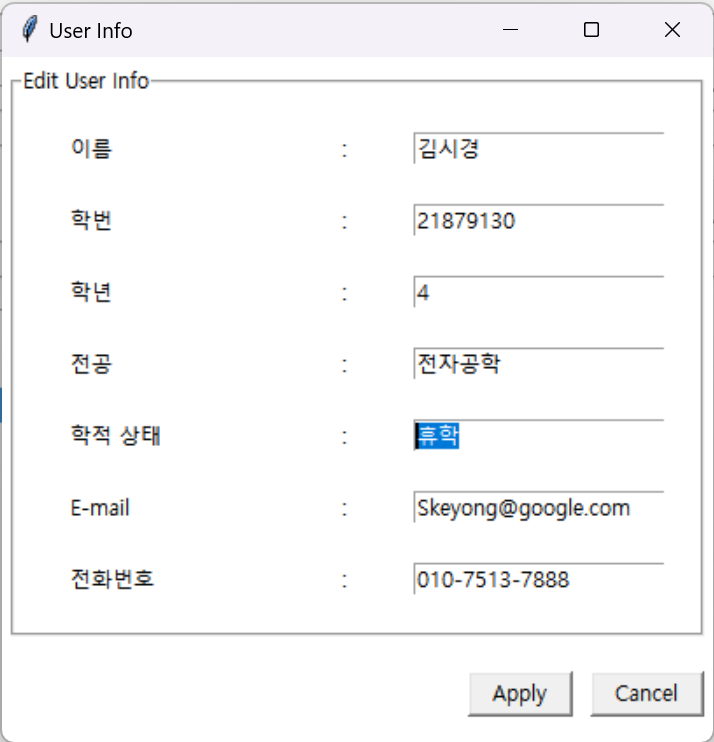 User Info
Edit User Info
이름 : 김시경
학번 : 21879130
학년 : 4
전공 : 전자공학
학적 상태 : 휴학
E-mail : Skeyong@google.com
전화번호 : 010-7513-7888
Apply Cancel